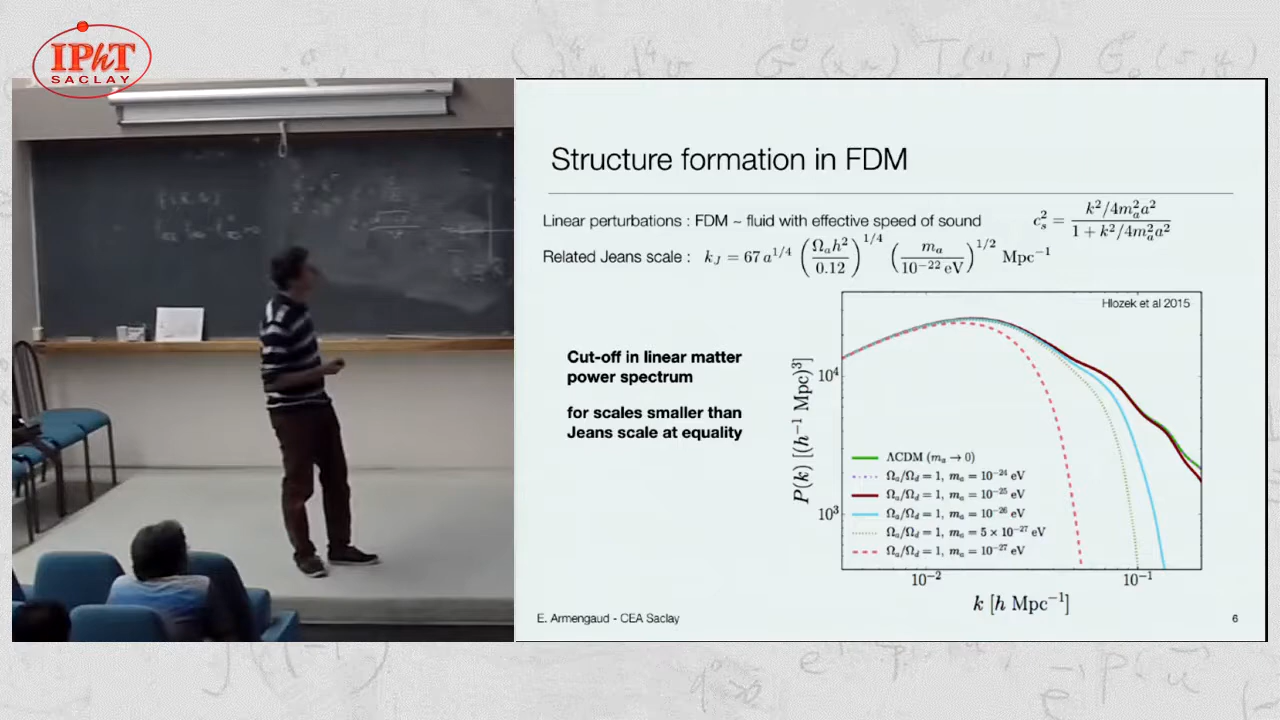 IPhT
SACLAY
Structure formation in FDM
Linear perturbations : FDM ~ fluid with effective speed of sound c_s^2 = \frac{k^2/4m_a^2a^2}{1 + k^2/4m_a^2a^2}
Related Jeans scale : k_J = 67 a^{1/4} \left(\frac{Ω_a h^2}{0.12}\right)^{1/4} \left(\frac{m_a}{10^{-22} eV}\right)^{1/2} Mpc^{-1}
Hlozek et al 2015
Cut-off in linear matter
power spectrum
for scales smaller than
Jeans scale at equality
P(k) [(h^{-1} Mpc)^3]
10^4
10^3
ΛCDM (m_a → 0)
Ω_a/Ω_d = 1, m_a = 10^{-24} eV
Ω_a/Ω_d = 1, m_a = 10^{-25} eV
Ω_a/Ω_d = 1, m_a = 10^{-26} eV
Ω_a/Ω_d = 1, m_a = 5 × 10^{-27} eV
Ω_a/Ω_d = 1, m_a = 10^{-27} eV
10^{-2} 10^{-1}
k [h Mpc^{-1}]
E. Armengaud - CEA Saclay 6